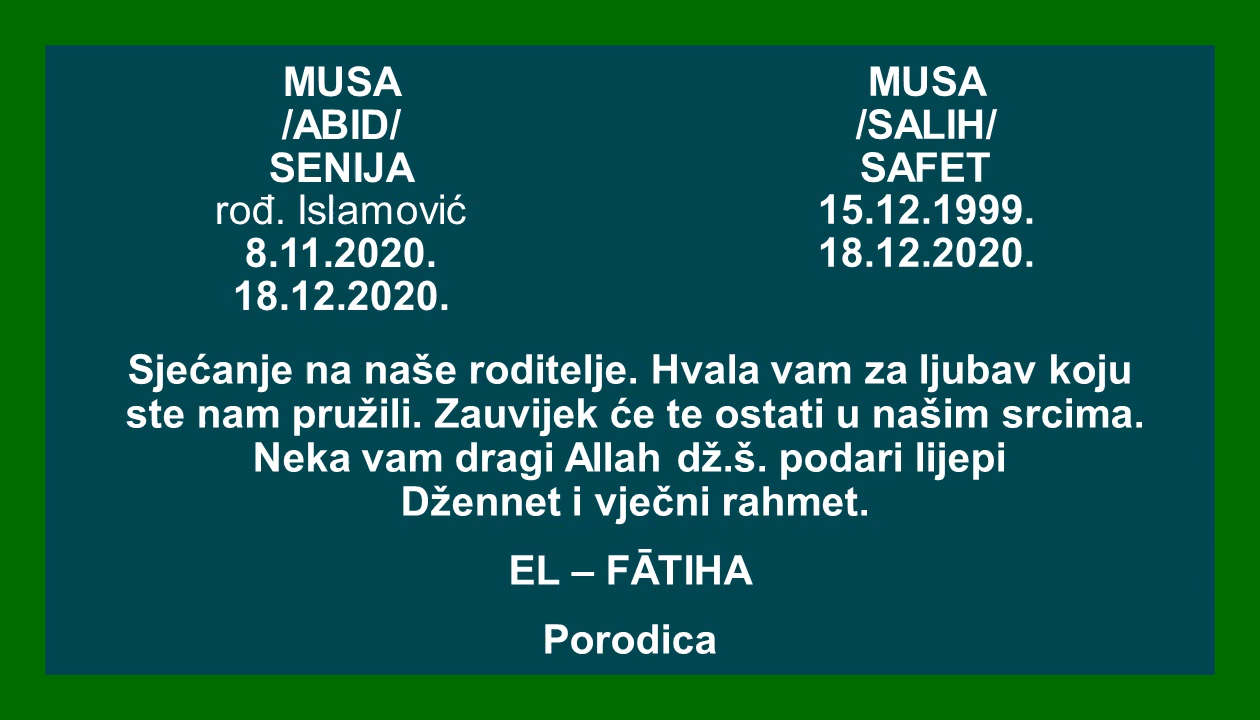 MUSA
/ABID/
SENIJA
rođ. Islamović
8.11.2020.
18.12.2020.
MUSA
/SALIH/
SAFET
15.12.1999.
18.12.2020.
Sjećanje na naše roditelje. Hvala vam za ljubav koju
ste nam pružili. Zauvijek će te ostati u našim srcima.
Neka vam dragi Allah dž.š. podari lijepi
Džennet i vječni rahmet.
EL – FĀTIHA
Porodica